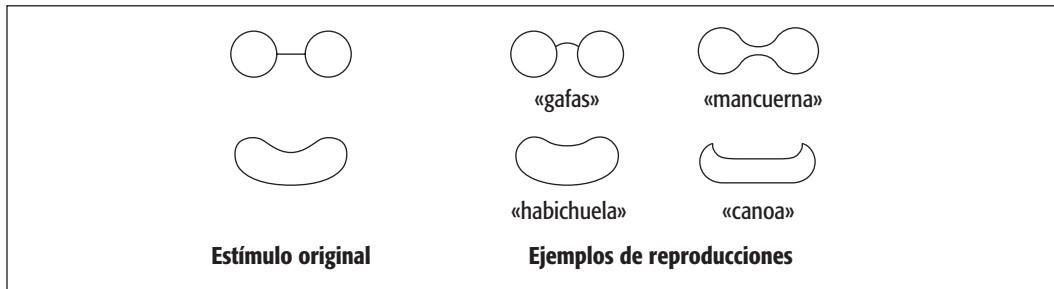 «gafas» «mancuerna»
«habichuela» «canoa»
Estímulo original Ejemplos de reproducciones